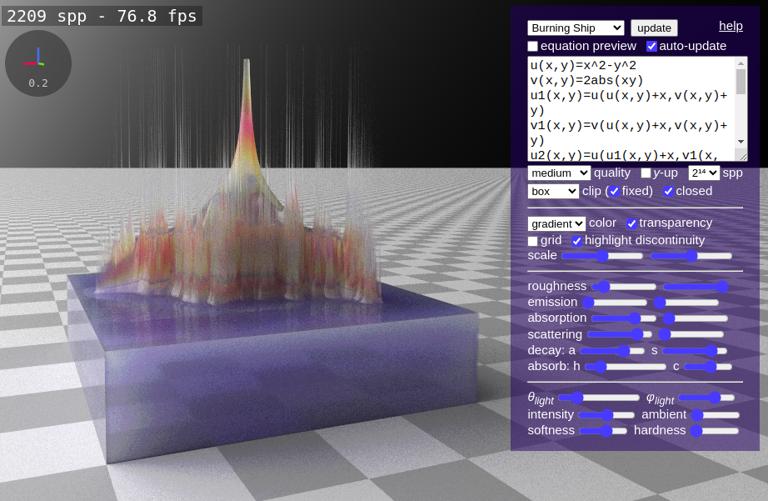 2209 spp - 76.8 fps
0.2
Burning Ship update help
equation preview auto-update
u(x,y)=x^2-y^2
v(x,y)=2abs(xy)
u1(x,y)=u(u(x,y)+x,v(x,y)+
y)
v1(x,y)=v(u(x,y)+x,v(x,y)+
y)
u2(x,y)=u(u1(x,y)+x,v1(x,
medium quality y-up 2¹⁴ spp
box clip ( fixed) closed
gradient color transparency
grid highlight discontinuity
scale
roughness
emission
absorption
scattering
decay: a s
absorb: h c
θlight φlight
intensity ambient
softness hardness